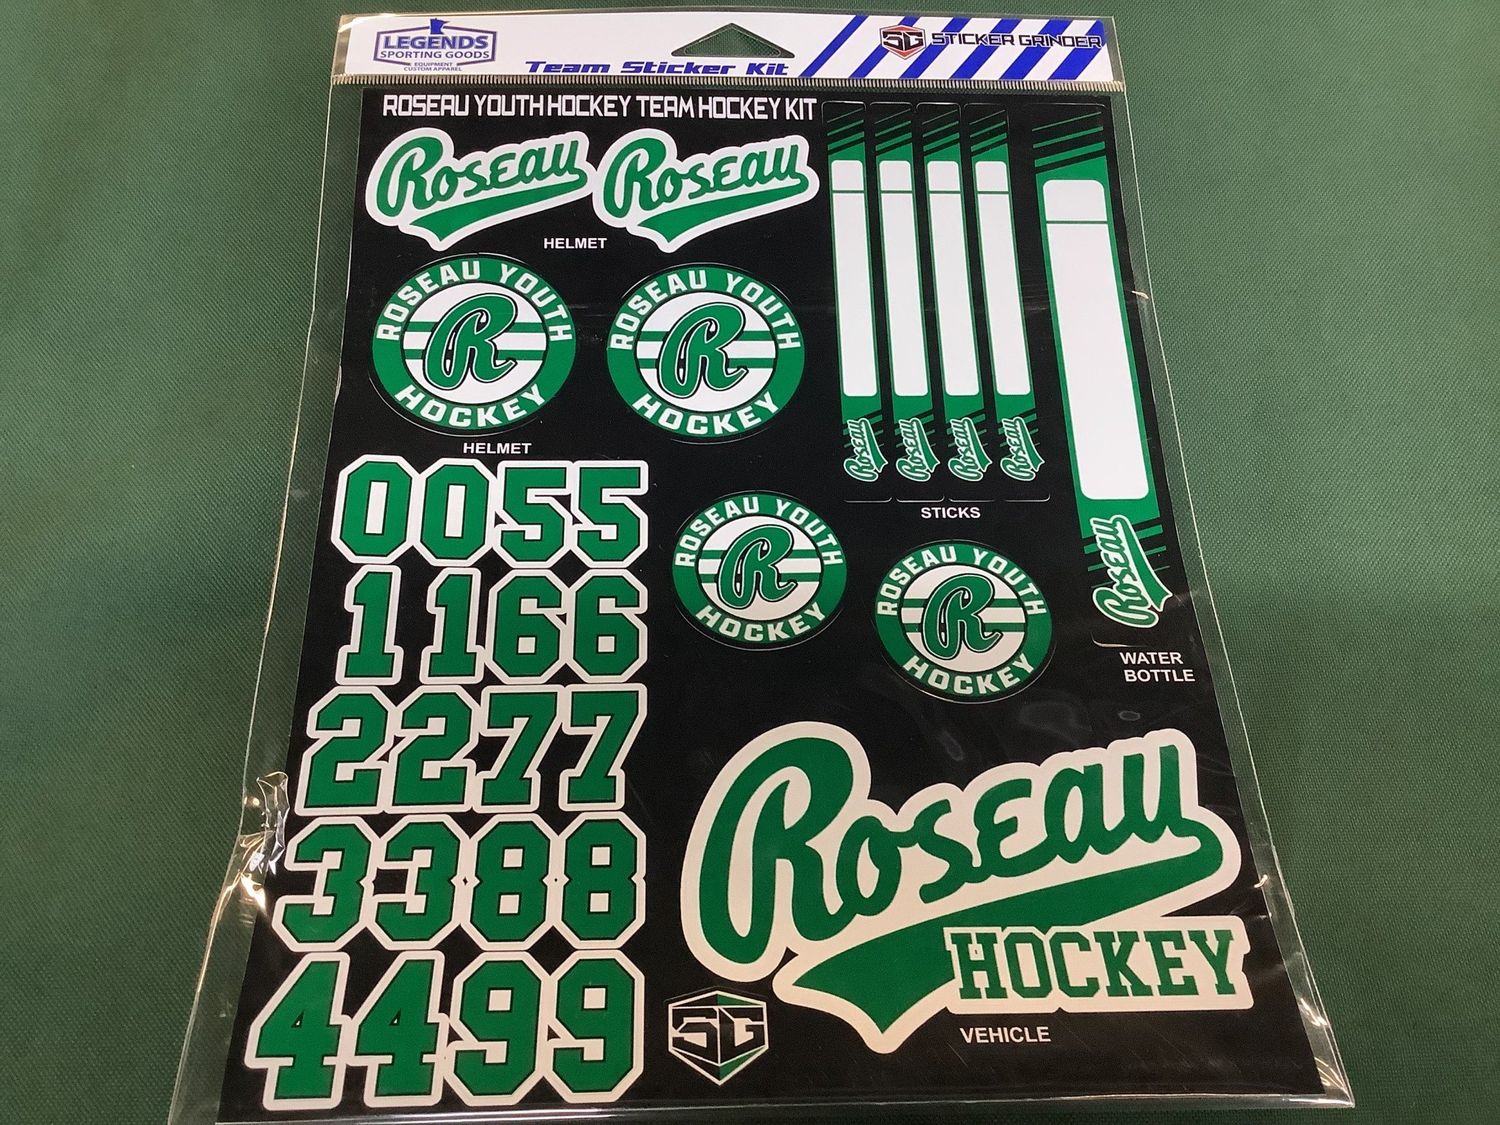 LEGENDS
SPORTING GOODS
EQUIPMENT
CUSTOM APPAREL
Team Sticker Kit
SG STICKER GRINDER
ROSEAU YOUTH HOCKEY TEAM HOCKEY KIT
Roseau Roseau
HELMET
ROSEAU YOUTH
R
HOCKEY
ROSEAU YOUTH
R
HOCKEY
HELMET
Roseau Roseau Roseau Roseau
STICKS
Roseau
WATER
BOTTLE
0055
1166
2277
3388
4499
ROSEAU YOUTH
R
HOCKEY
ROSEAU YOUTH
R
HOCKEY
Roseau
HOCKEY
VEHICLE
SG